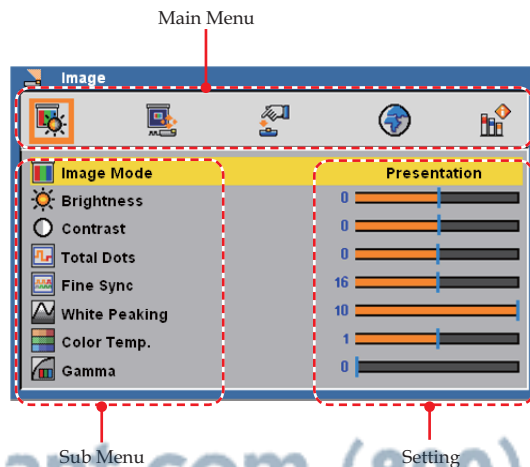 Main Menu
Image
Image Mode Presentation
Brightness 0
Contrast 0
Total Dots 0
Fine Sync 16
White Peaking 10
Color Temp. 1
Gamma 0
Sub Menu Setting